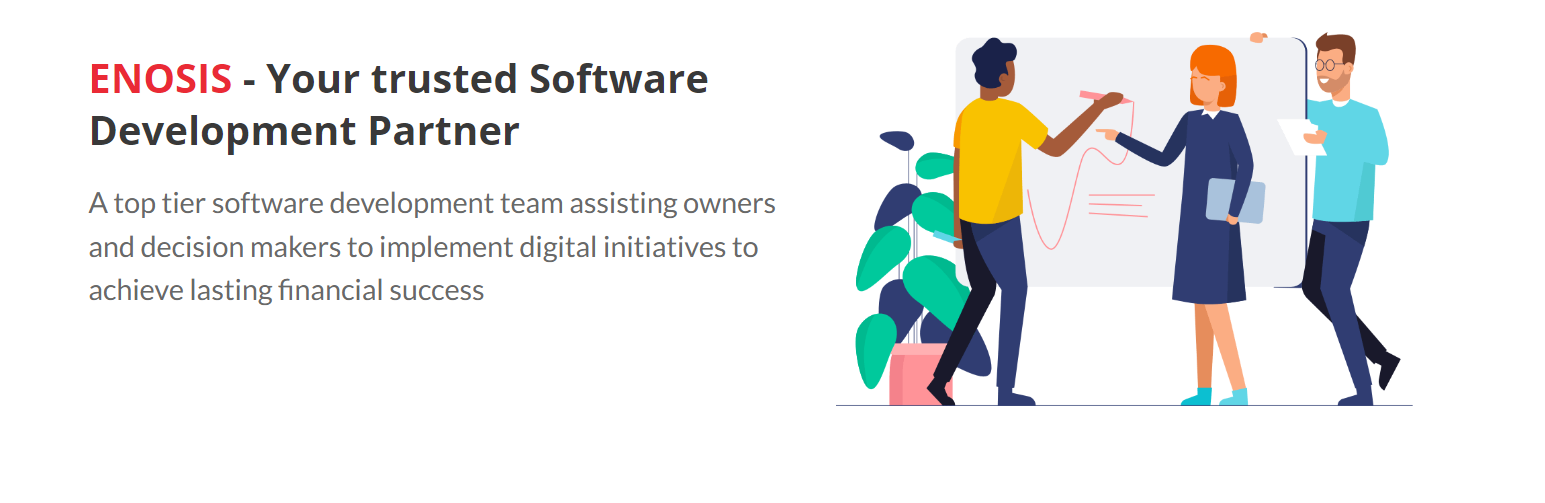 ENOSIS - Your trusted Software
Development Partner
A top tier software development team assisting owners
and decision makers to implement digital initiatives to
achieve lasting financial success